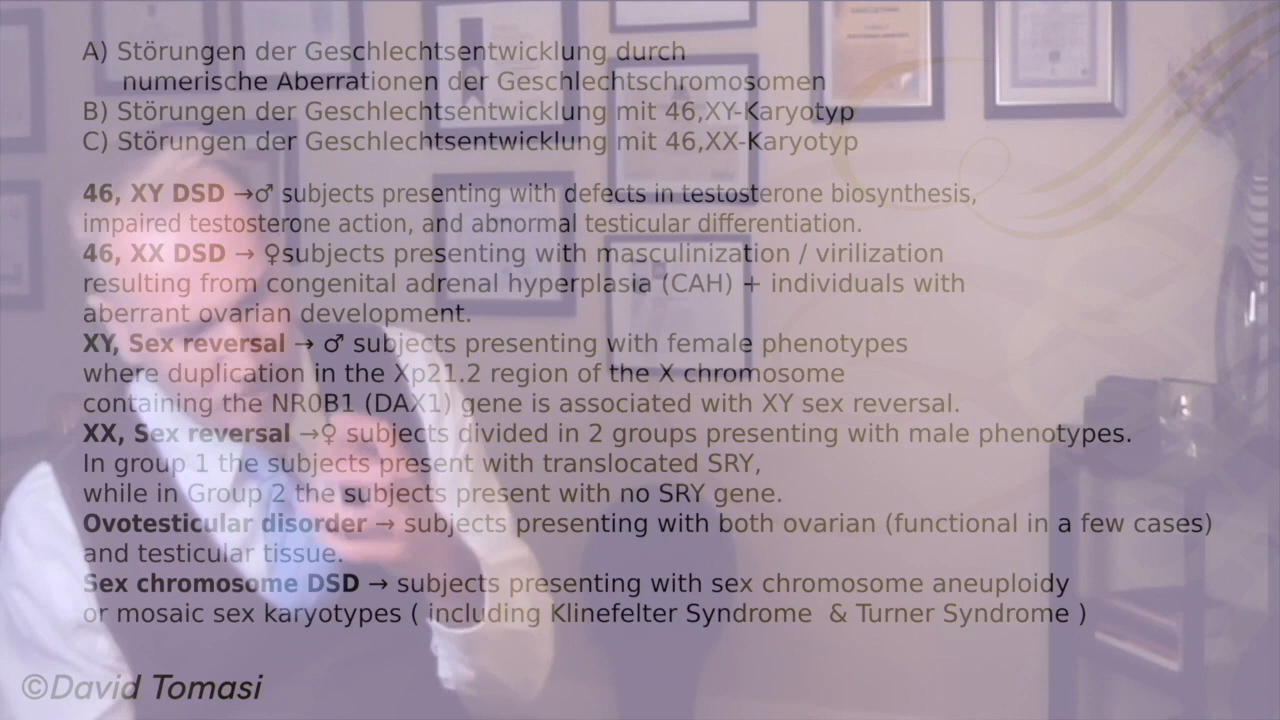 A) Störungen der Geschlechtsentwicklung durch
numerische Aberrationen der Geschlechtschromosomen
B) Störungen der Geschlechtsentwicklung mit 46,XY-Karyotyp
C) Störungen der Geschlechtsentwicklung mit 46,XX-Karyotyp
46, XY DSD →♂ subjects presenting with defects in testosterone biosynthesis,
impaired testosterone action, and abnormal testicular differentiation.
46, XX DSD → ♀subjects presenting with masculinization / virilization
resulting from congenital adrenal hyperplasia (CAH) + individuals with
aberrant ovarian development.
XY, Sex reversal → ♂ subjects presenting with female phenotypes
where duplication in the Xp21.2 region of the X chromosome
containing the NR0B1 (DAX1) gene is associated with XY sex reversal.
XX, Sex reversal →♀ subjects divided in 2 groups presenting with male phenotypes.
In group 1 the subjects present with translocated SRY,
while in Group 2 the subjects present with no SRY gene.
Ovotesticular disorder → subjects presenting with both ovarian (functional in a few cases)
and testicular tissue.
Sex chromosome DSD → subjects presenting with sex chromosome aneuploidy
or mosaic sex karyotypes ( including Klinefelter Syndrome & Turner Syndrome )
©David Tomasi